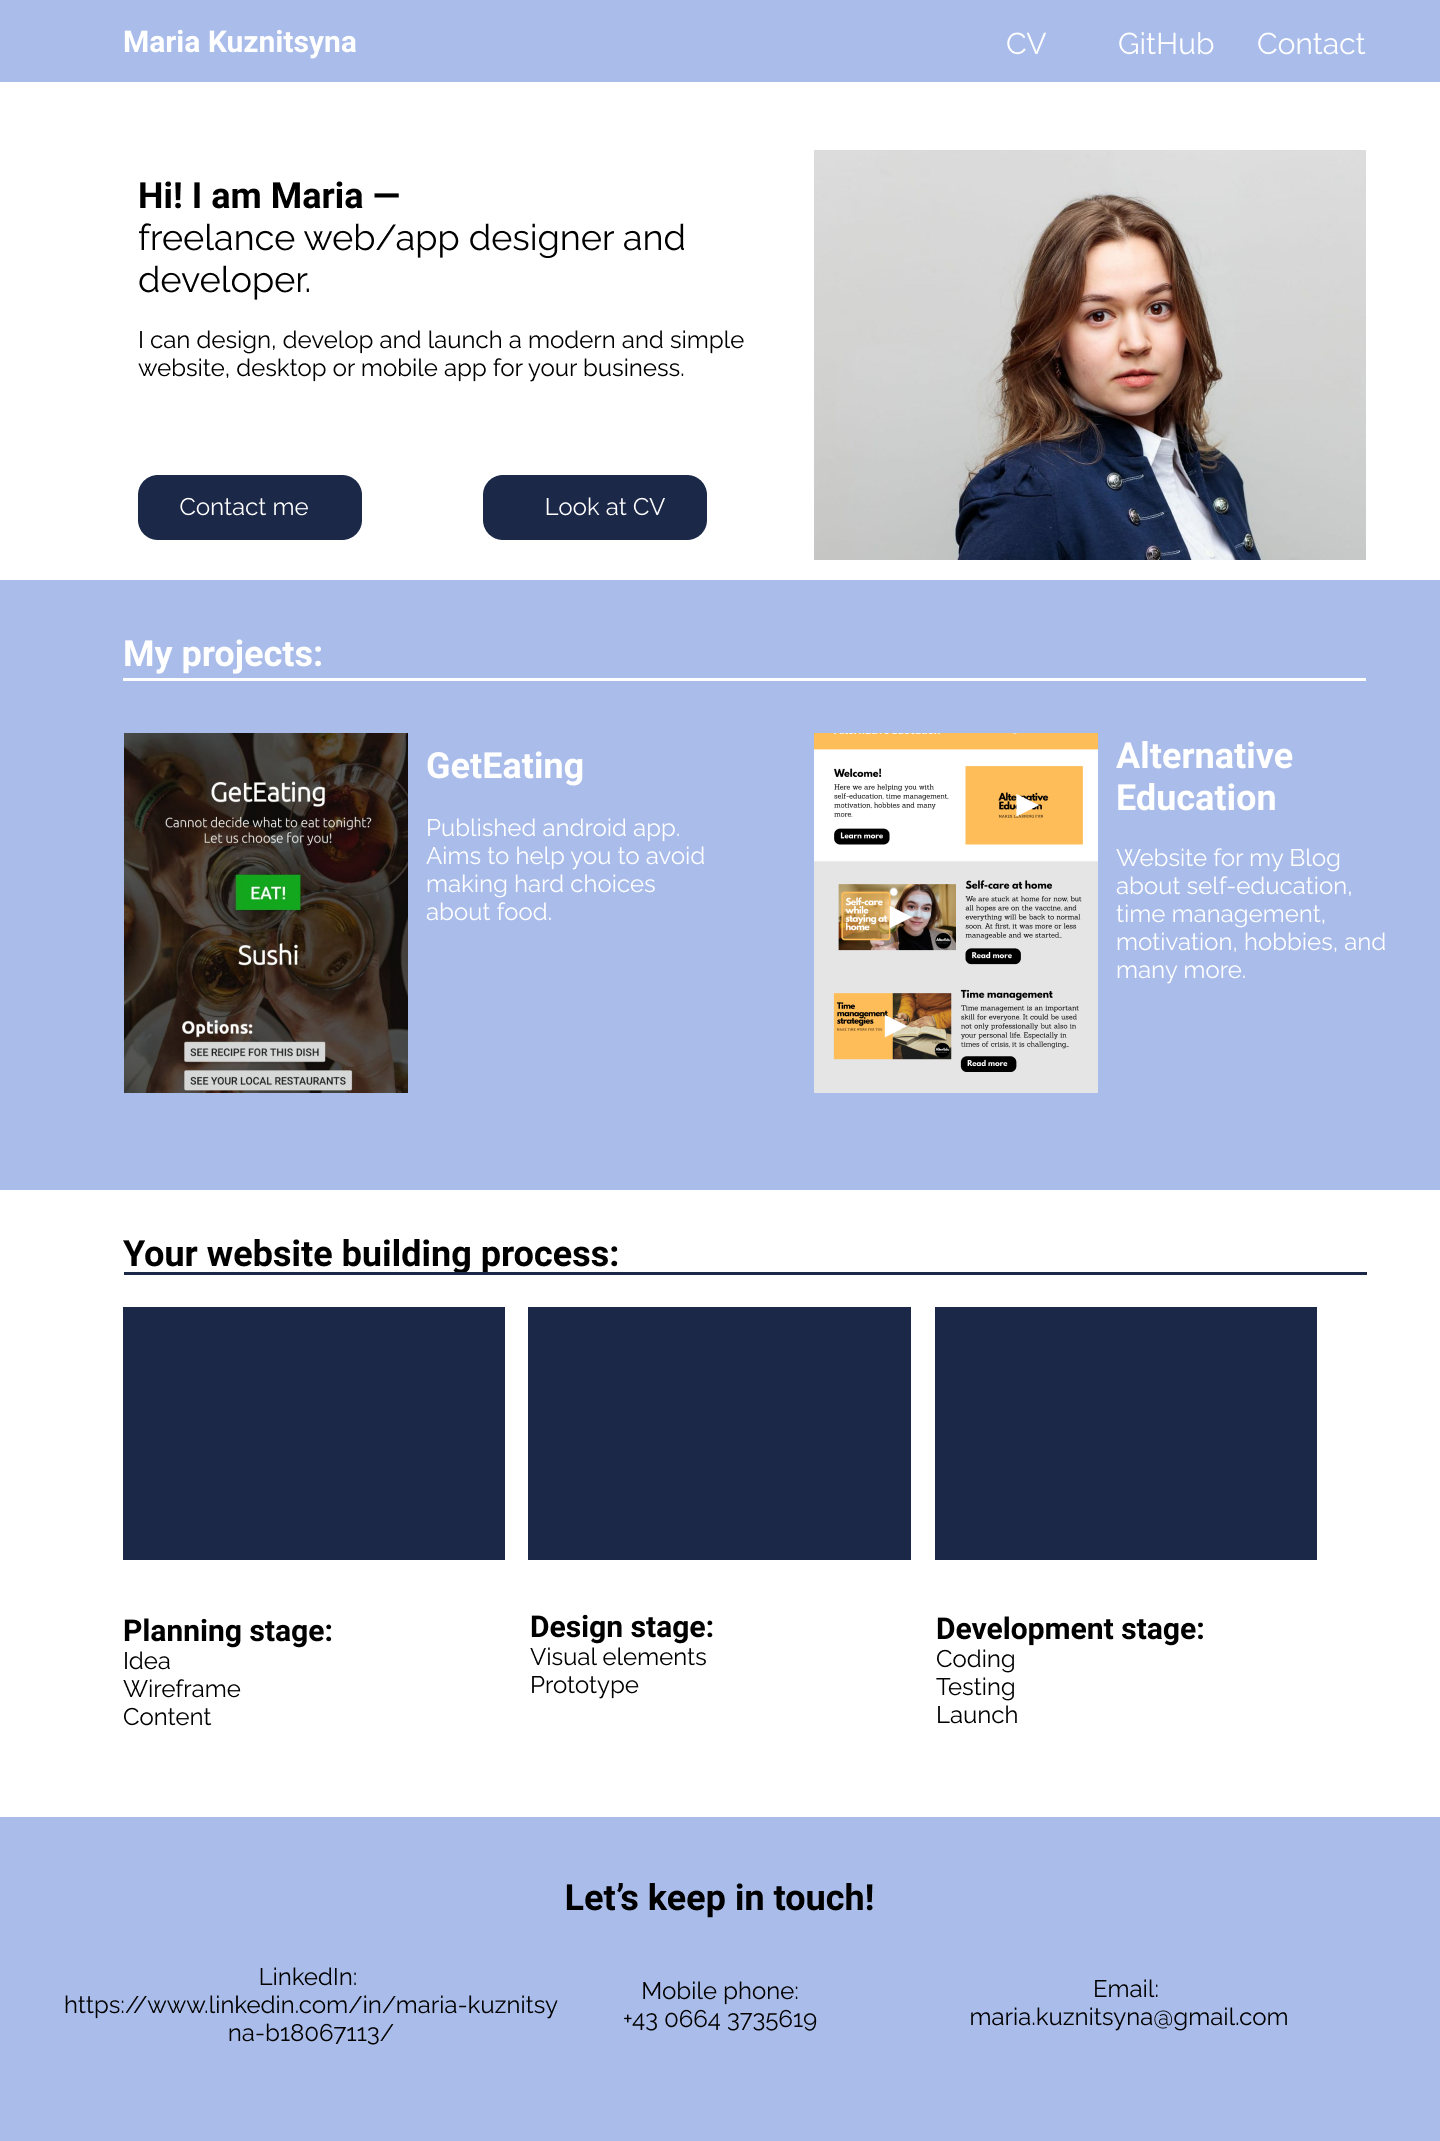 Maria Kuznitsyna
CV
GitHub
Contact
Hi! I am Maria —
freelance web/app designer and
developer.
I can design, develop and launch a modern and simple
website, desktop or mobile app for your business.
Contact me
Look at CV
My projects:
GetEating
Cannot decide what to eat tonight?
Let us choose for you!
EAT!
Sushi
Options:
SEE RECIPE FOR THIS DISH
SEE YOUR LOCAL RESTAURANTS
GetEating
Published android app.
Aims to help you to avoid
making hard choices
about food.
Welcome!
Here we are helping you with
self-education, time management,
motivation, hobbies and many
more.
Learn more
Self-care
while
staying at
home
Self-care at home
We are stuck at home for now, but
all hopes are on the vaccine, and
everything will be back to normal
soon. At first, it was more or less
manageable and we started..
Read more
Time
management
strategies
Time management
Time management is an important
skill for everyone. It could be used
not only professionally but also in
your personal life. Especially in
times of crisis, it is challenging..
Read more
Alternative
Education
Website for my Blog
about self-education,
time management,
motivation, hobbies, and
many more.
Your website building process:
Planning stage:
Idea
Wireframe
Content
Design stage:
Visual elements
Prototype
Development stage:
Coding
Testing
Launch
Let’s keep in touch!
LinkedIn:
https://www.linkedin.com/in/maria-kuznitsy
na-b18067113/
Mobile phone:
+43 0664 3735619
Email:
maria.kuznitsyna@gmail.com